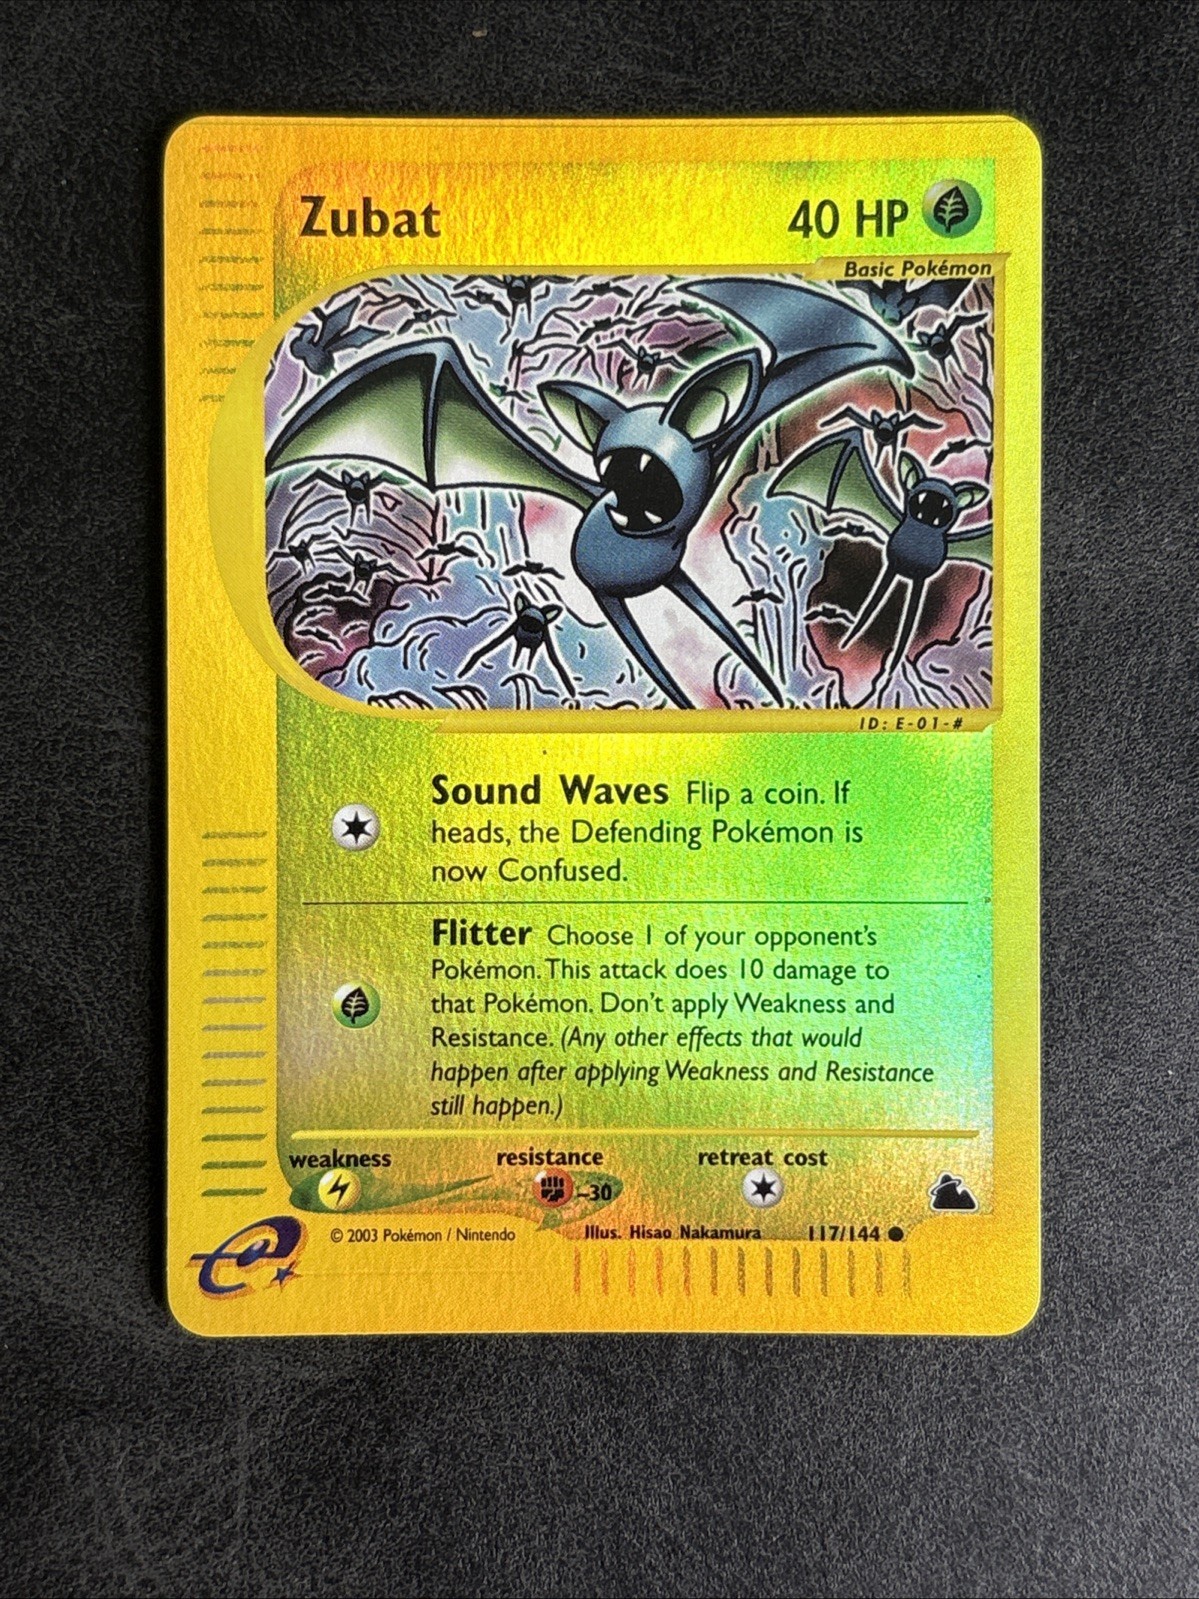 Zubat
40 HP
Basic Pokémon
ID: E-01-#
Sound Waves Flip a coin. If
heads, the Defending Pokémon is
now Confused.
Flitter Choose 1 of your opponent's
Pokémon. This attack does 10 damage to
that Pokémon. Don't apply Weakness and
Resistance. (Any other effects that would
happen after applying Weakness and Resistance
still happen.)
weakness resistance retreat cost
-30
© 2003 Pokémon / Nintendo Illus. Hisao Nakamura 117/144
e